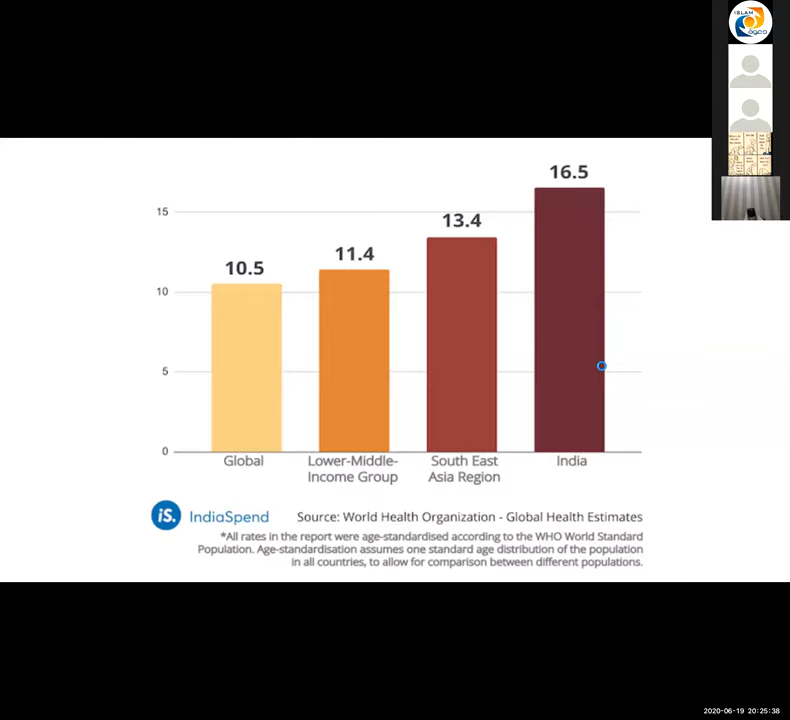 ISLAM
دعوة
16.5
15
13.4
11.4
10.5
10
5
0
Global
Lower-Middle-
Income Group
South East
Asia Region
India
iS. IndiaSpend
Source: World Health Organization - Global Health Estimates
*All rates in the report were age-standardised according to the WHO World Standard
Population. Age-standardisation assumes one standard age distribution of the population
in all countries, to allow for comparison between different populations.
2020-06-19 20:25:38